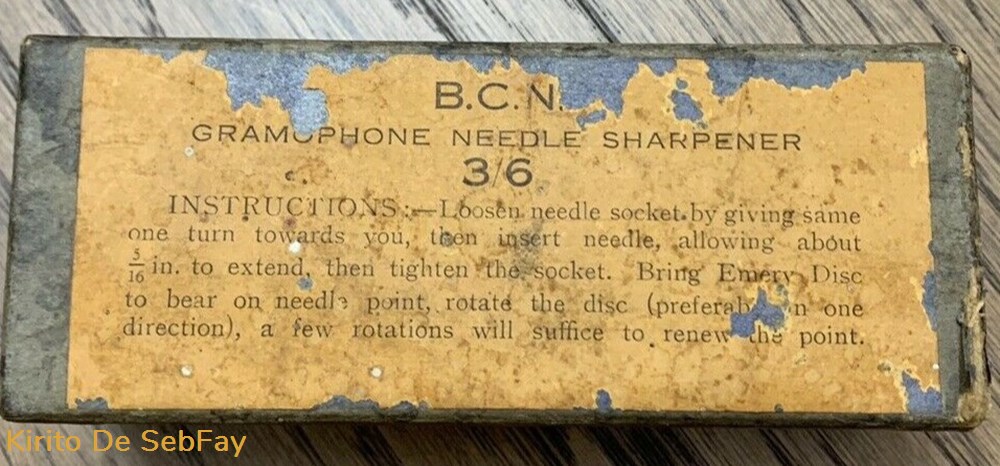 B.C.N.
GRAMOPHONE NEEDLE SHARPENER
3/6
INSTRUCTIONS:—Loosen needle socket by giving same
one turn towards you, then insert needle, allowing about
5/16 in. to extend, then tighten the socket. Bring Emery Disc
to bear on needle point, rotate the disc (preferably in one
direction), a few rotations will suffice to renew the point.
Kirito De SebFay